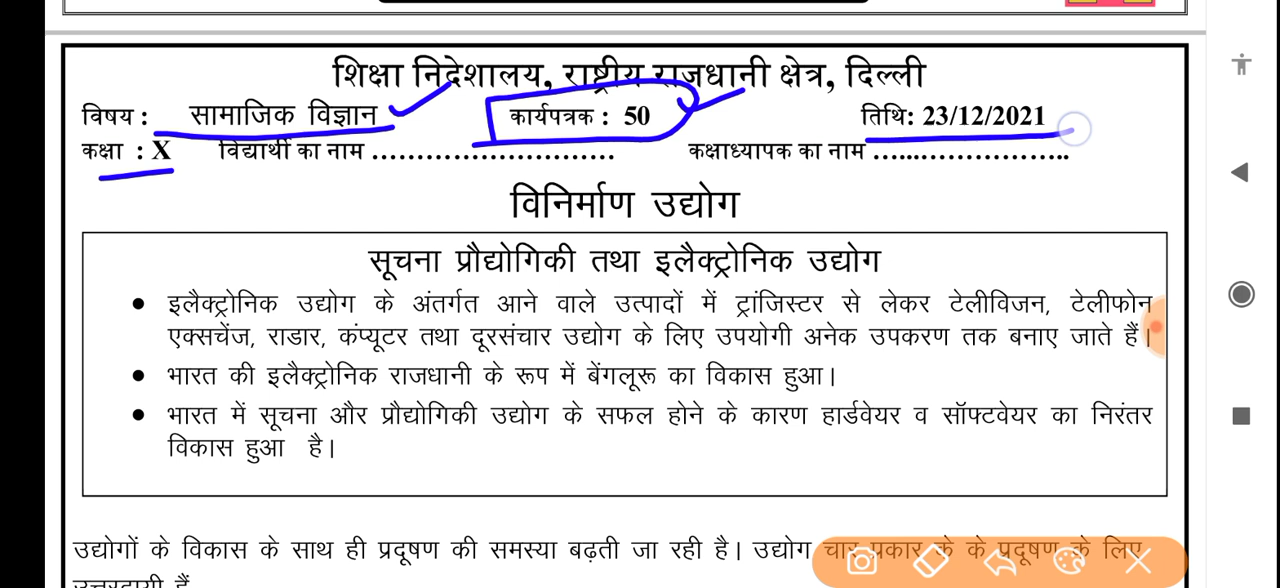 शिक्षा निदेशालय, राष्ट्रीय राजधानी क्षेत्र, दिल्ली
विषय : सामाजिक विज्ञान कार्यपत्रक : 50 तिथि: 23/12/2021
कक्षा : X विद्यार्थी का नाम ............................ कक्षाध्यापक का नाम ......................
विनिर्माण उद्योग
सूचना प्रौद्योगिकी तथा इलैक्ट्रोनिक उद्योग
• इलैक्ट्रोनिक उद्योग के अंतर्गत आने वाले उत्पादों में ट्रांजिस्टर से लेकर टेलीविजन, टेलीफोन
एक्सचेंज, राडार, कंप्यूटर तथा दूरसंचार उद्योग के लिए उपयोगी अनेक उपकरण तक बनाए जाते हैं।
• भारत की इलैक्ट्रोनिक राजधानी के रूप में बेंगलूरू का विकास हुआ।
• भारत में सूचना और प्रौद्योगिकी उद्योग के सफल होने के कारण हार्डवेयर व सॉफ्टवेयर का निरंतर
विकास हुआ है।
उद्योगों के विकास के साथ ही प्रदूषण की समस्या बढ़ती जा रही है। उद्योग चार प्रकार के के प्रदूषण के लिए
उत्तरदायी हैं